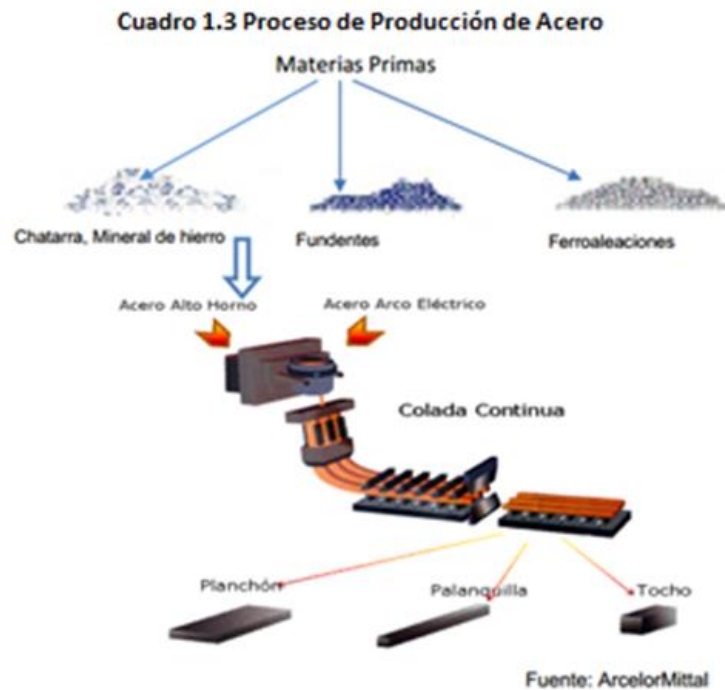 Cuadro 1.3 Proceso de Producción de Acero
Materias Primas
Chatarra, Mineral de hierro
Fundentes
Ferroaleaciones
Acero Alto Horno
Acero Arco Eléctrico
Colada Continua
Planchón
Palanquilla
Tocho
Fuente: ArcelorMittal